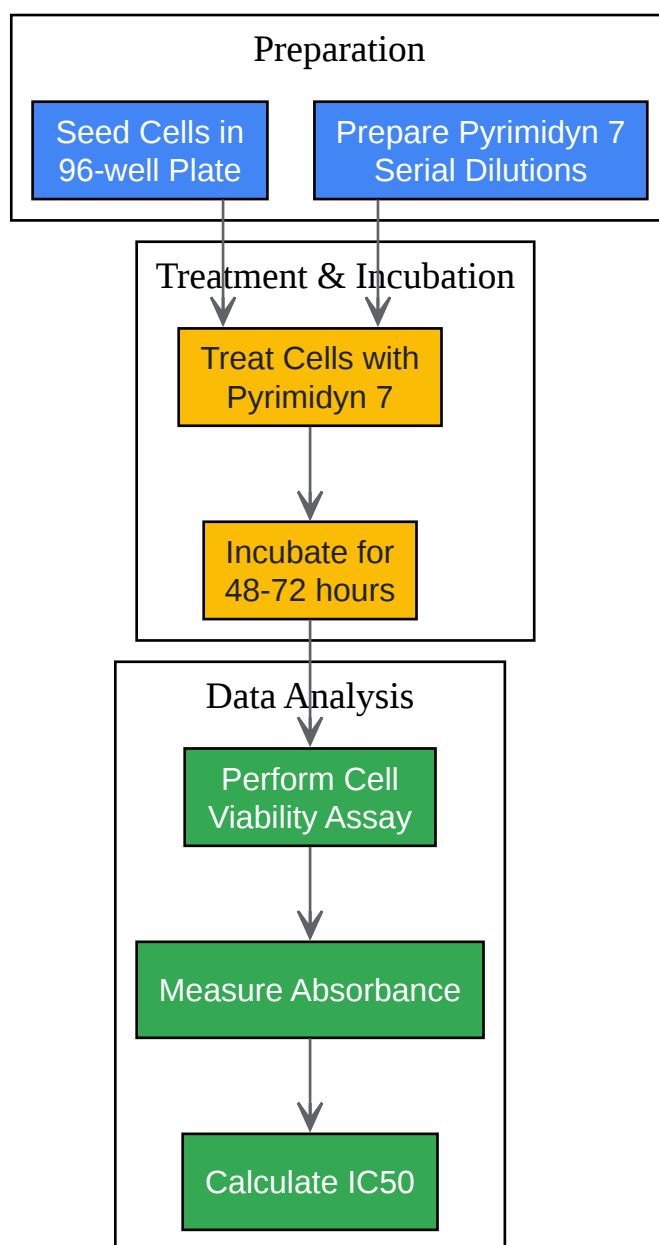 Preparation
Seed Cells in
96-well Plate
Prepare Pyrimidyn 7
Serial Dilutions
Treatment & Incubation
Treat Cells with
Pyrimidyn 7
Incubate for
48-72 hours
Data Analysis
Perform Cell
Viability Assay
Measure Absorbance
Calculate IC50